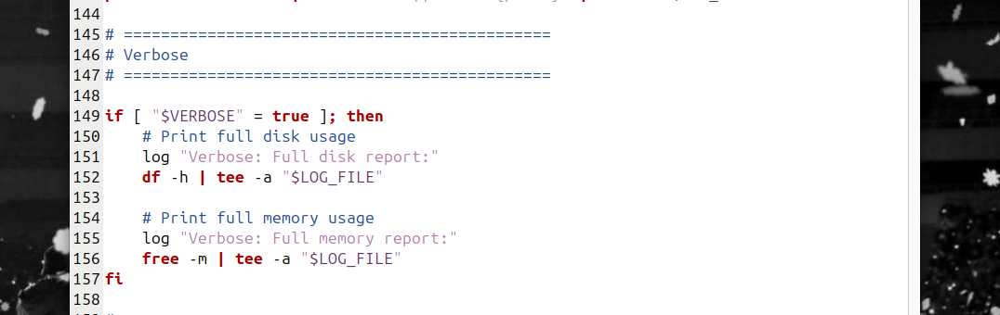 144
145 # ==============================================
146 # Verbose
147 # ==============================================
148
149 if [ "$VERBOSE" = true ]; then
150     # Print full disk usage
151     log "Verbose: Full disk report:"
152     df -h | tee -a "$LOG_FILE"
153
154     # Print full memory usage
155     log "Verbose: Full memory report:"
156     free -m | tee -a "$LOG_FILE"
157 fi
158